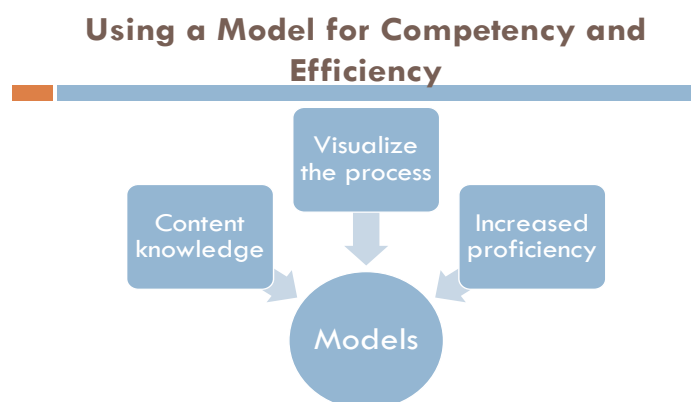 Using a Model for Competency and
Efficiency
Visualize
the process
Content
knowledge
Increased
proficiency
Models